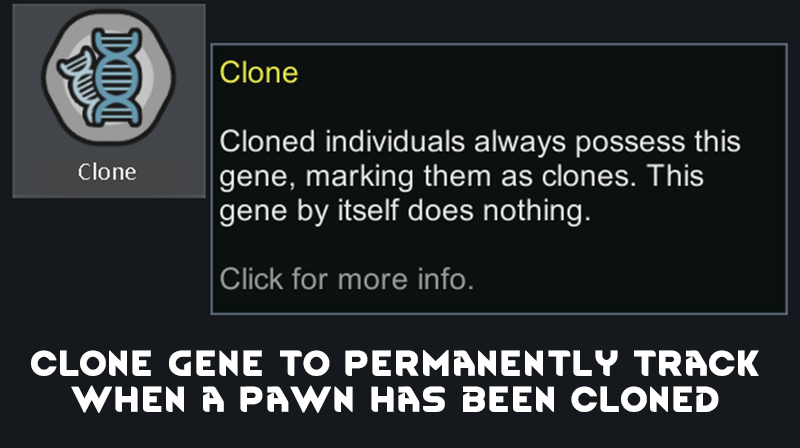 Clone
Clone
Cloned individuals always possess this
gene, marking them as clones. This
gene by itself does nothing.
Click for more info.
CLONE GENE TO PERMANENTLY TRACK
WHEN A PAWN HAS BEEN CLONED